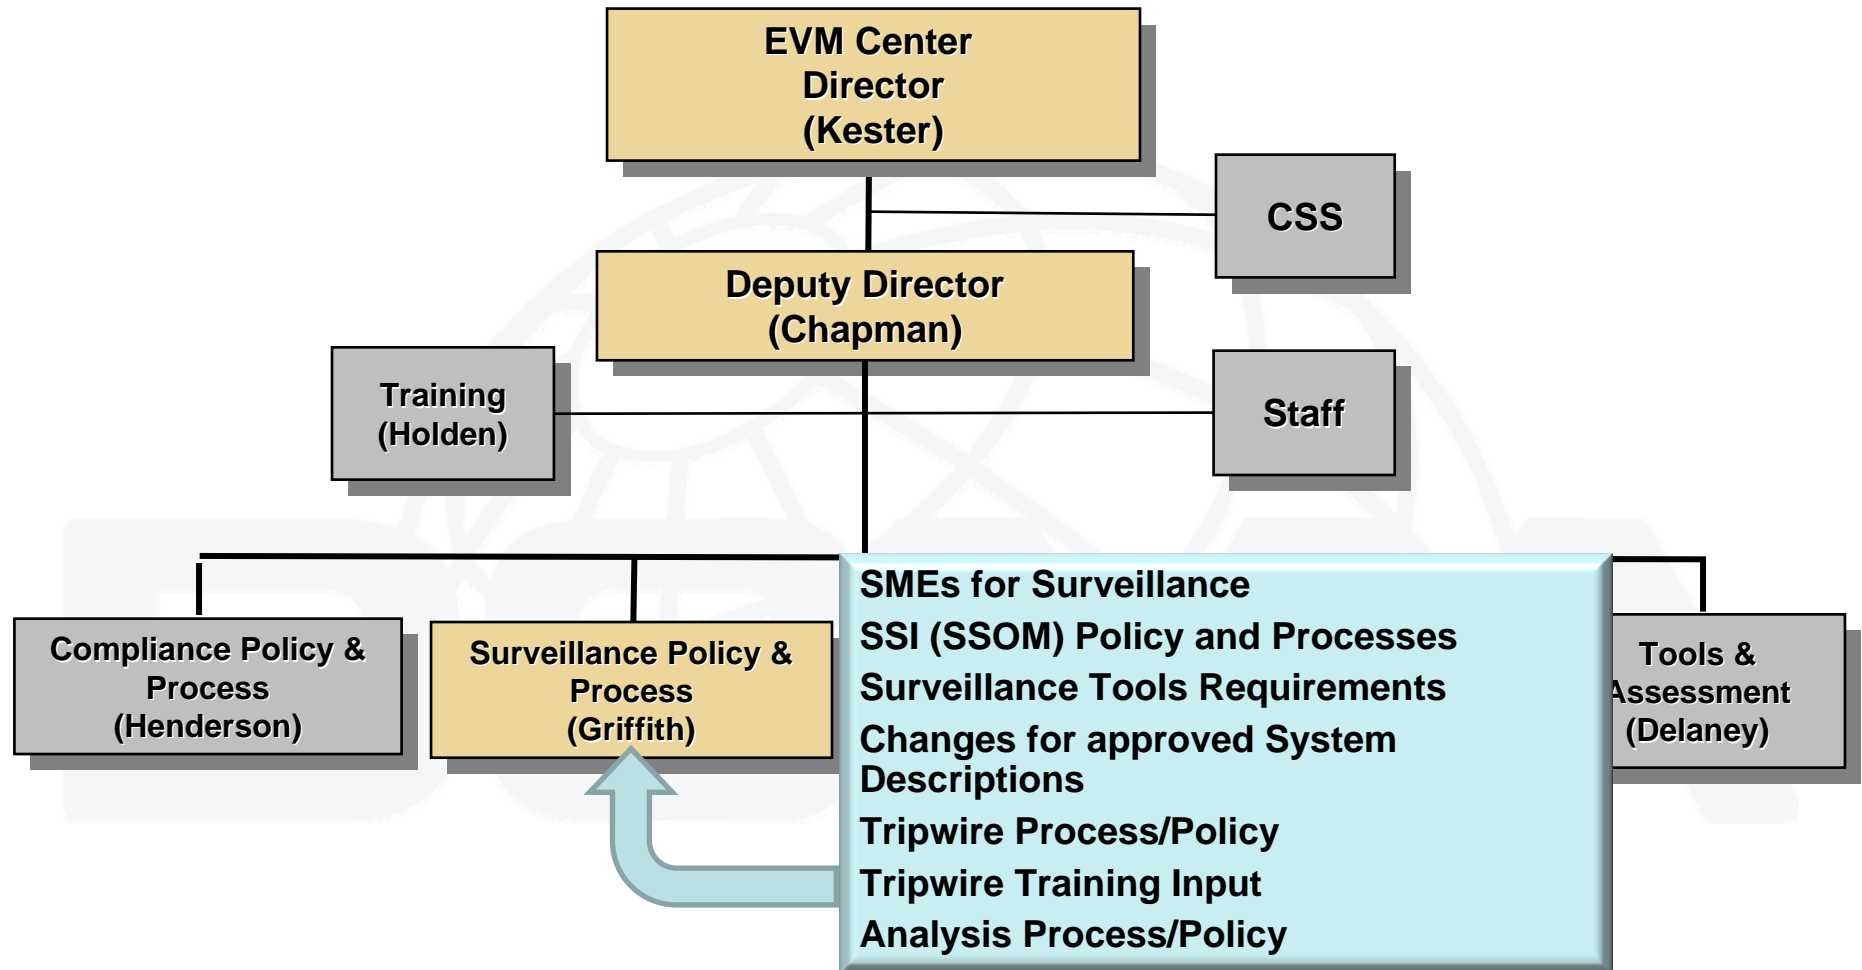 EVM Center
Director
(Kester)
CSS
Deputy Director
(Chapman)
Training
(Holden)
Staff
Compliance Policy &
Process
(Henderson)
Surveillance Policy &
Process
(Griffith)
SMEs for Surveillance
SSI (SSOM) Policy and Processes
Surveillance Tools Requirements
Changes for approved System
Descriptions
Tripwire Process/Policy
Tripwire Training Input
Analysis Process/Policy
Tools &
Assessment
(Delaney)